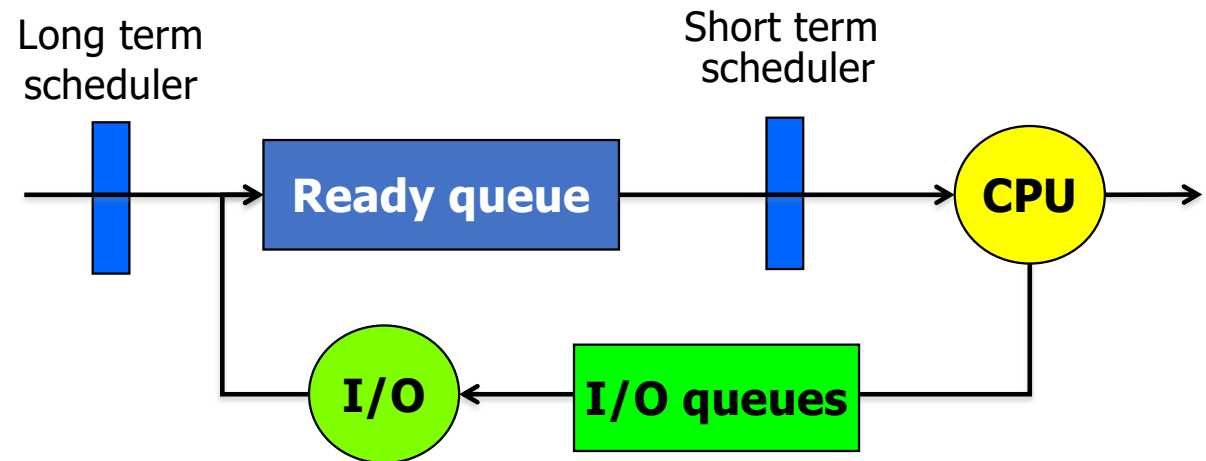 Long term
scheduler
Short term
scheduler
Ready queue
CPU
I/O
I/O queues